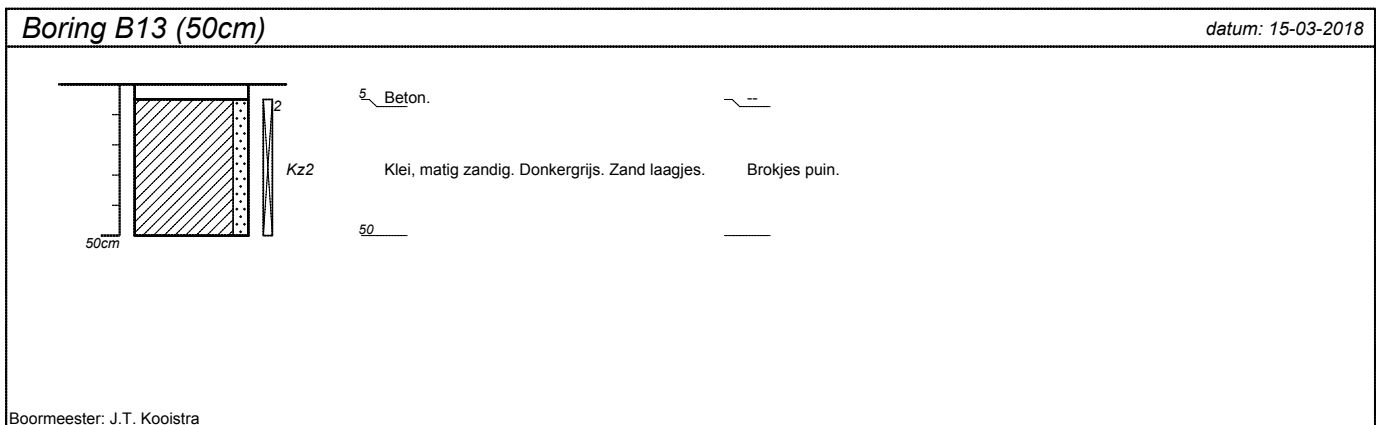 Boring B13 (50cm) datum: 15-03-2018
5 Beton. --
2
Kz2 Klei, matig zandig. Donkergrijs. Zand laagjes. Brokjes puin.
50cm 50
Boormeester: J.T. Kooistra